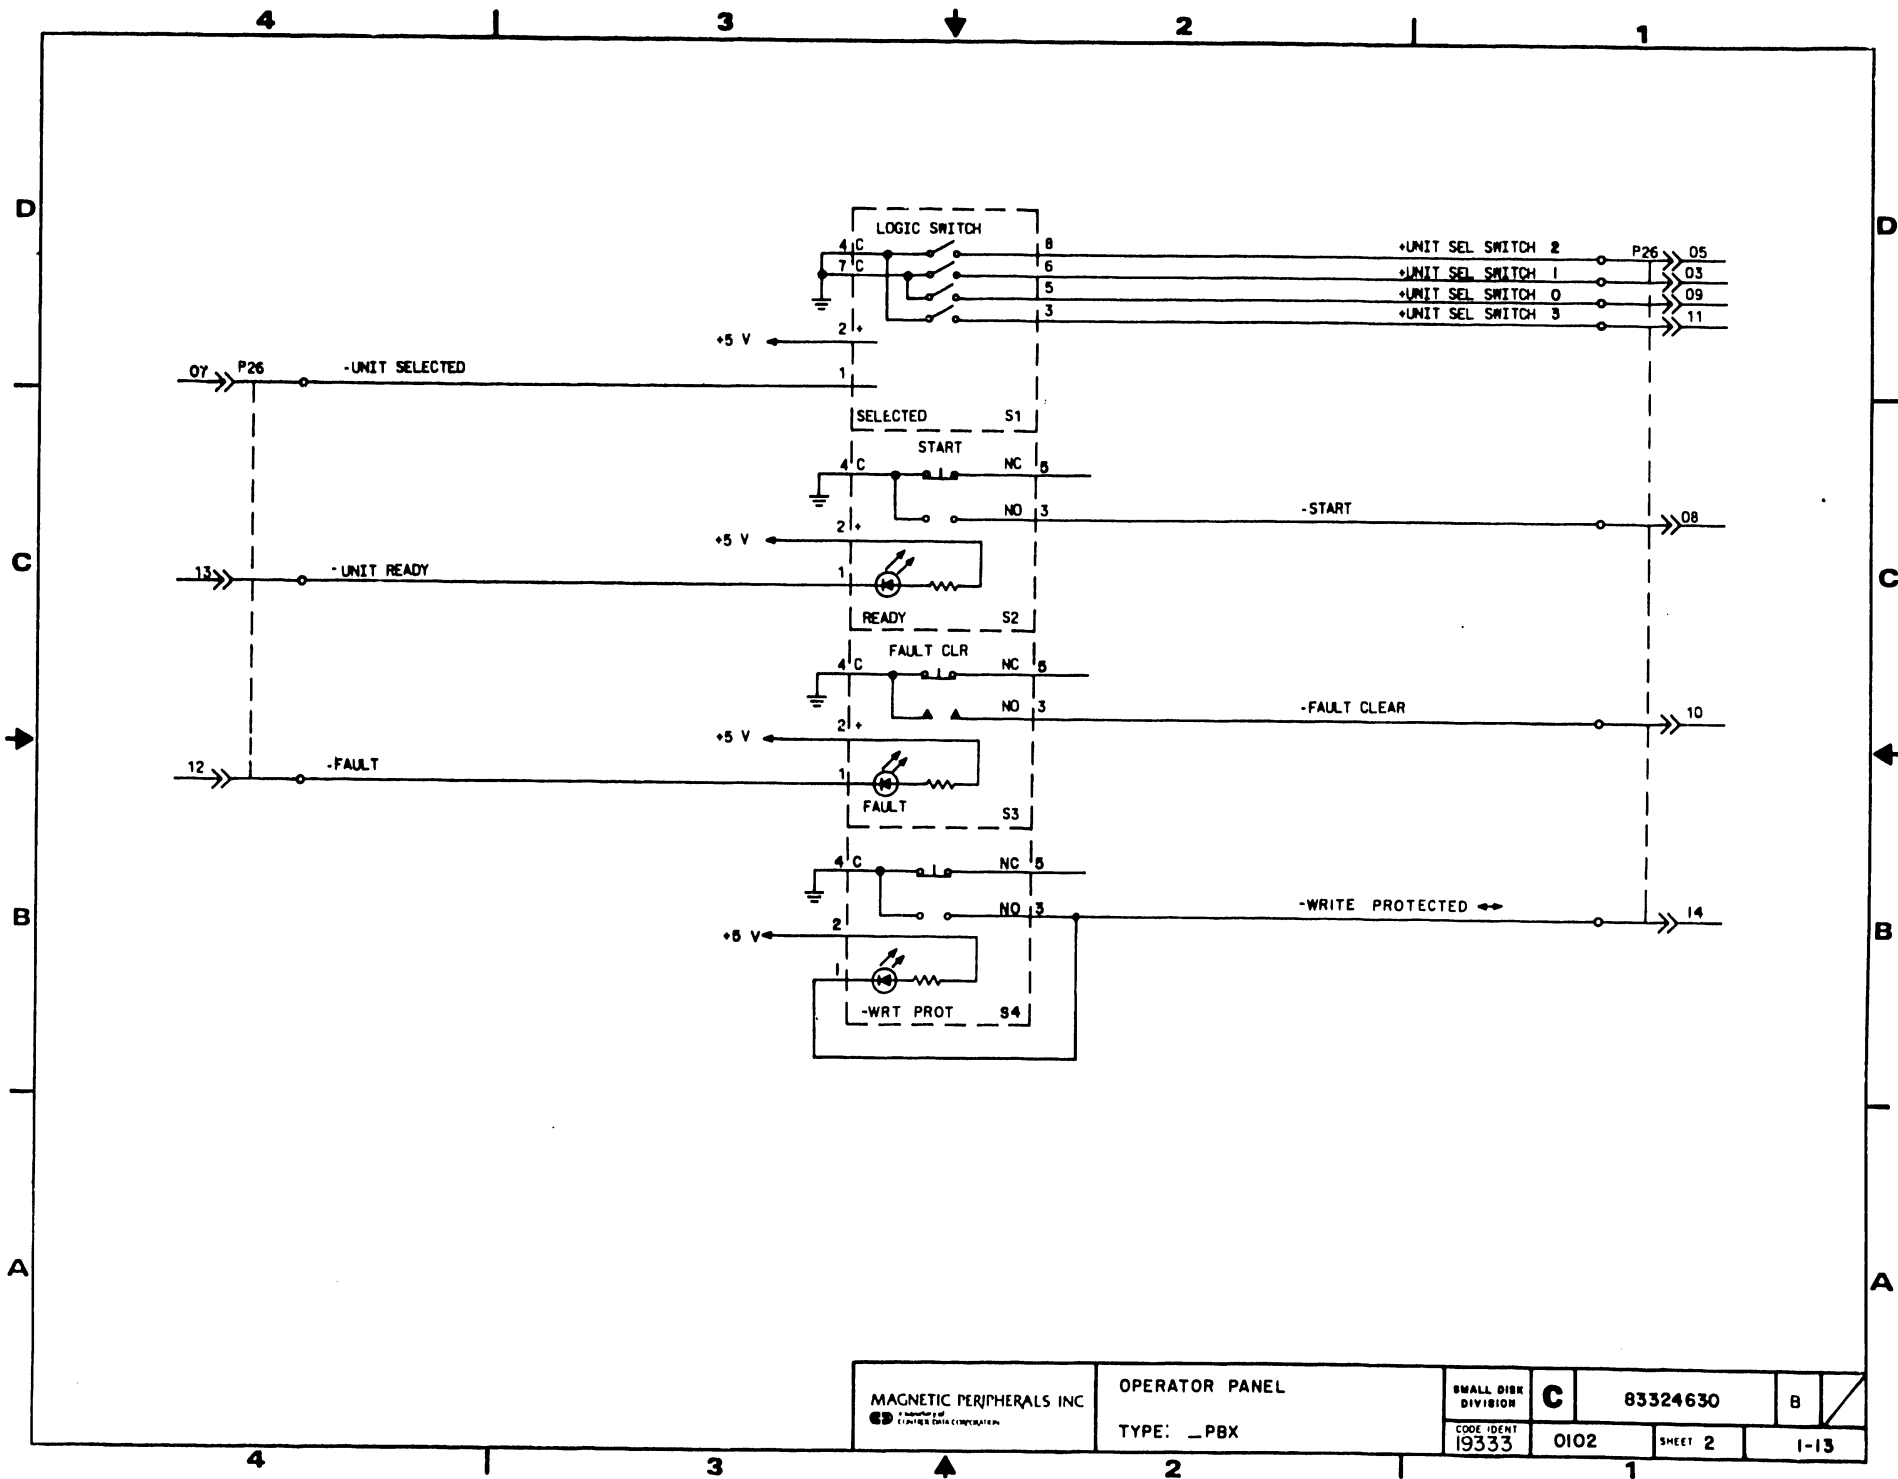 4 3 2 1
D D
LOGIC SWITCH
4 C 8 +UNIT SEL SWITCH 2 P26 05
7 C 6 +UNIT SEL SWITCH 1 03
5 +UNIT SEL SWITCH 0 09
3 +UNIT SEL SWITCH 3 11
+5 V 2 +
07 P26 -UNIT SELECTED 1
SELECTED S1
START
4 C NC 5
NO 3 -START 08
+5 V 2 +
C C
13 -UNIT READY 1
READY S2
FAULT CLR
4 C NC 5
NO 3 -FAULT CLEAR 10
+5 V 2 +
12 -FAULT 1
FAULT S3
4 C NC 5
B B
NO 3 -WRITE PROTECTED 14
+5 V 2
1
-WRT PROT S4
A A
MAGNETIC PERIPHERALS INC
a subsidiary of
CONTROL DATA CORPORATION
OPERATOR PANEL
TYPE: _PBX
SMALL DISK
DIVISION
C 83324630 B
CODE IDENT
19333 0102 SHEET 2 1-13
4 3 2 1